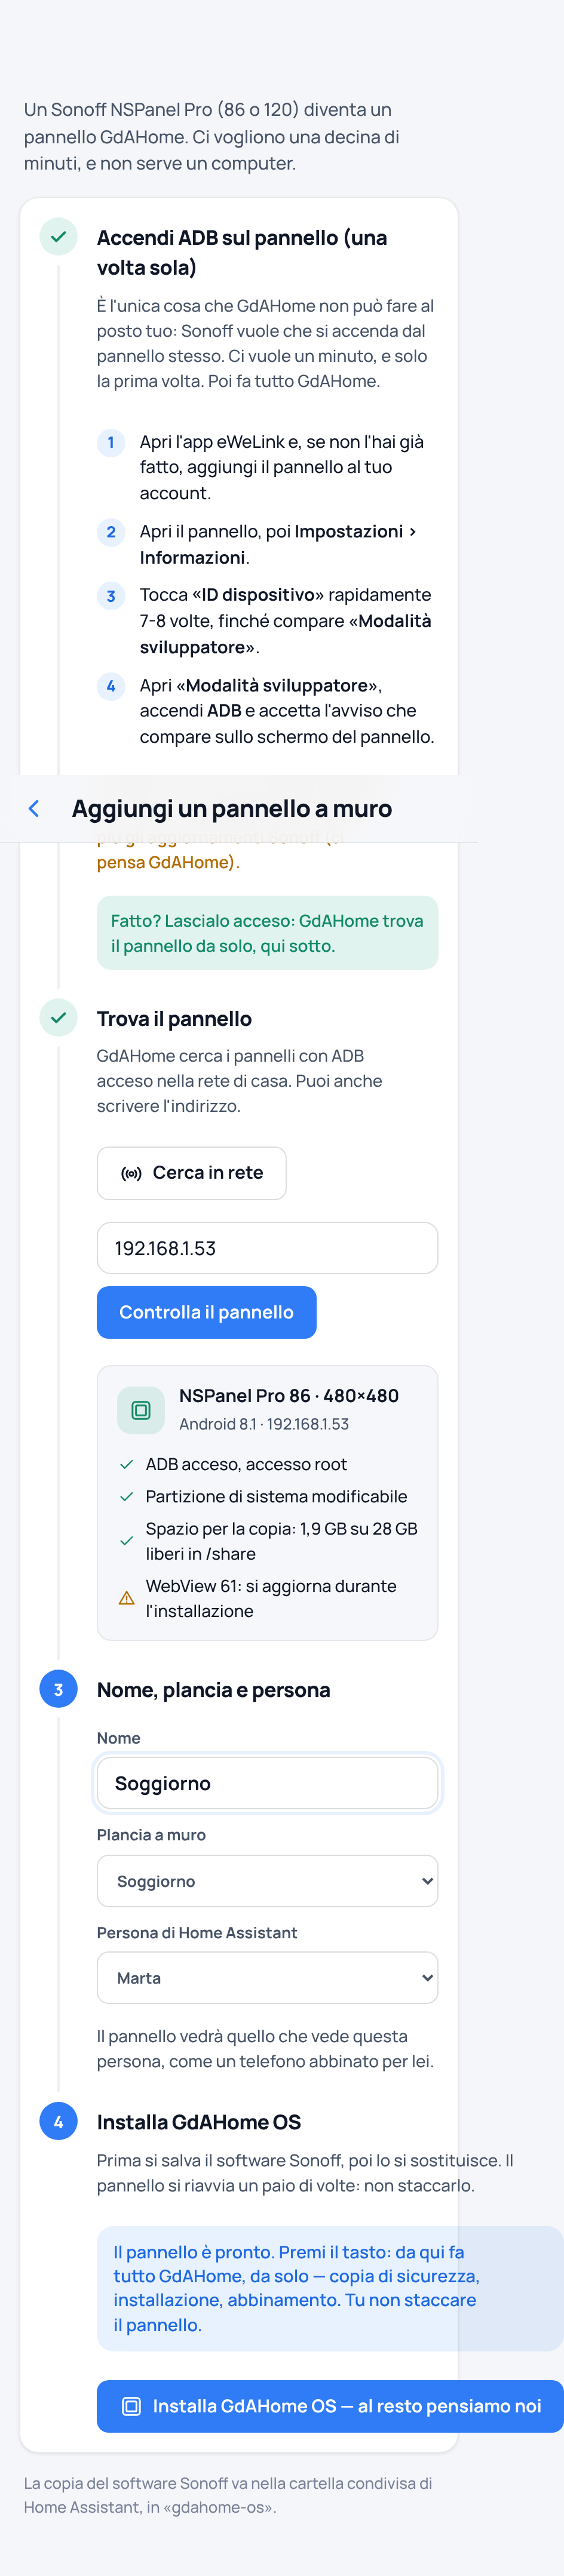 Un Sonoff NSPanel Pro (86 o 120) diventa un
pannello GdAHome. Ci vogliono una decina di
minuti, e non serve un computer.
Accendi ADB sul pannello (una
volta sola)
È l'unica cosa che GdAHome non può fare al
posto tuo: Sonoff vuole che si accenda dal
pannello stesso. Ci vuole un minuto, e solo
la prima volta. Poi fa tutto GdAHome.
1 Apri l'app eWeLink e, se non l'hai già
fatto, aggiungi il pannello al tuo
account.
2 Apri il pannello, poi Impostazioni ›
Informazioni.
3 Tocca «ID dispositivo» rapidamente
7-8 volte, finché compare «Modalità
sviluppatore».
4 Apri «Modalità sviluppatore»,
accendi ADB e accetta l'avviso che
compare sullo schermo del pannello.
Aggiungi un pannello a muro
più gli aggiornamenti Sonoff (ci
pensa GdAHome).
Fatto? Lascialo acceso: GdAHome trova
il pannello da solo, qui sotto.
Trova il pannello
GdAHome cerca i pannelli con ADB
acceso nella rete di casa. Puoi anche
scrivere l'indirizzo.
Cerca in rete
192.168.1.53
Controlla il pannello
NSPanel Pro 86 · 480×480
Android 8.1 · 192.168.1.53
ADB acceso, accesso root
Partizione di sistema modificabile
Spazio per la copia: 1,9 GB su 28 GB
liberi in /share
WebView 61: si aggiorna durante
l'installazione
3 Nome, plancia e persona
Nome
Soggiorno
Plancia a muro
Soggiorno
Persona di Home Assistant
Marta
Il pannello vedrà quello che vede questa
persona, come un telefono abbinato per lei.
4 Installa GdAHome OS
Prima si salva il software Sonoff, poi lo si sostituisce. Il
pannello si riavvia un paio di volte: non staccarlo.
Il pannello è pronto. Premi il tasto: da qui fa
tutto GdAHome, da solo — copia di sicurezza,
installazione, abbinamento. Tu non staccare
il pannello.
Installa GdAHome OS — al resto pensiamo noi
La copia del software Sonoff va nella cartella condivisa di
Home Assistant, in «gdahome-os».